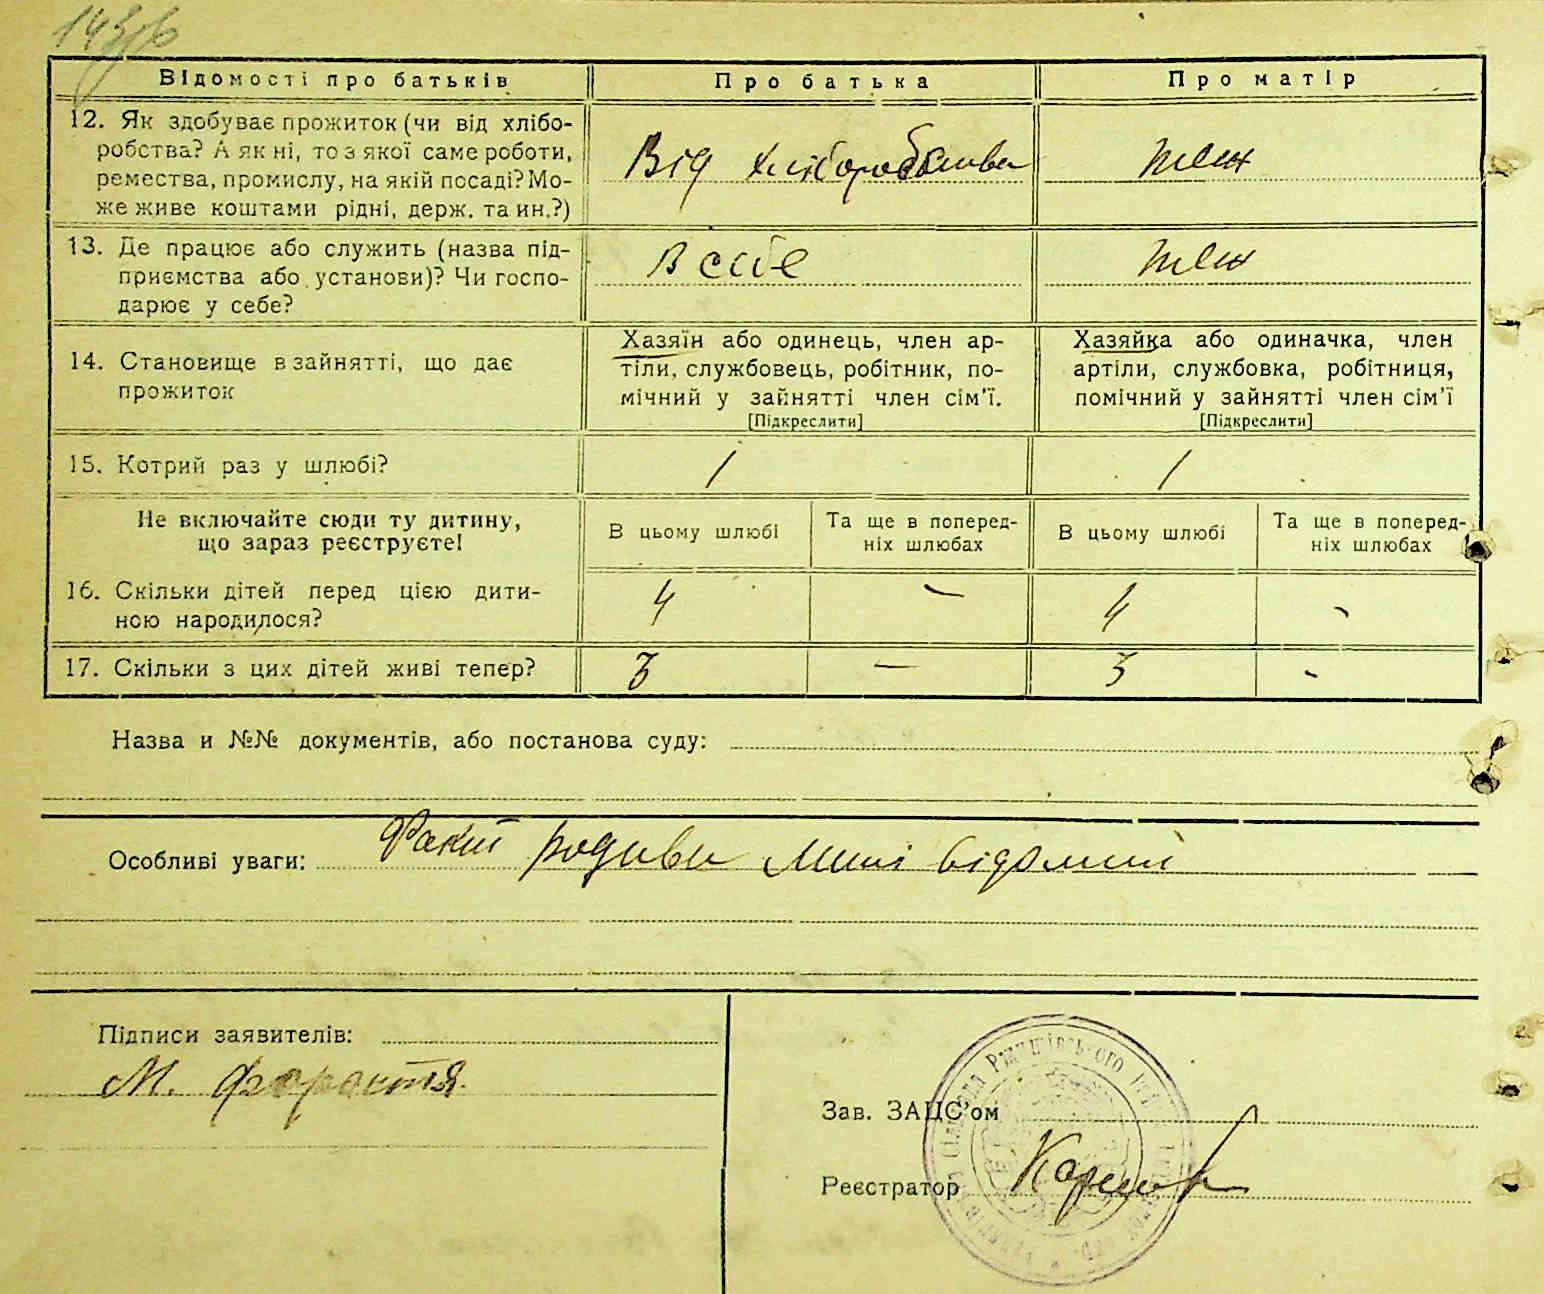 Відомості про батьків
Про батька
Про матір
12. Як здобуває прожиток (чи від хлібо-
робства? А як ні, то з якої саме роботи,
ремества, промислу, на якій посаді? Мо-
же живе коштами рідні, держ. та ин.?)
Від хліборобства
теж
13. Де працює або служить (назва під-
приємства або установи)? Чи госпо-
дарює у себе?
В себе
теж
14. Становище в зайнятті, що дає
прожиток
Хазяїн або одинець, член ар-
тіли, службовець, робітник, по-
мічний у зайнятті член сім'ї.
[Підкреслити]
Хазяйка або одиначка, член
артіли, службовка, робітниця,
помічний у зайнятті член сім'ї
[Підкреслити]
15. Котрий раз у шлюбі?
1
1
Не включайте сюди ту дитину,
що зараз реєструєте!
В цьому шлюбі
Та ще в поперед-
ніх шлюбах
В цьому шлюбі
Та ще в поперед-
ніх шлюбах
16. Скільки дітей перед цією дити-
ною народилося?
4
-
4
-
17. Скільки з цих дітей живі тепер?
3
-
3
-
Назва и №№ документів, або постанова суду:
Особливі уваги:
Факт родива мині відомий
Підписи заявителів:
М.
Зав. ЗАЦС'ом
Реєстратор